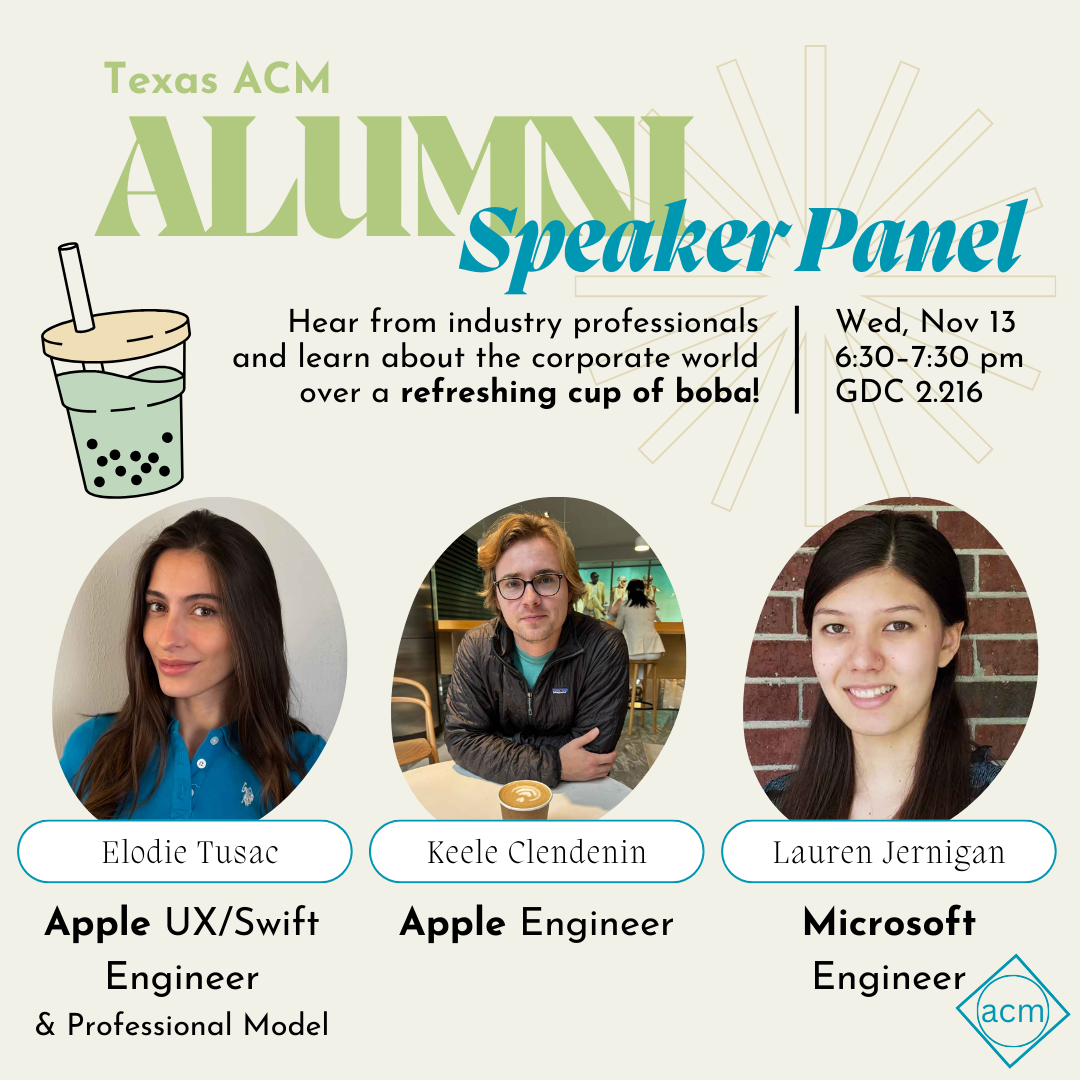 Texas ACM
ALUMNI
Speaker Panel
Hear from industry professionals
and learn about the corporate world
over a refreshing cup of boba!
Wed, Nov 13
6:30–7:30 pm
GDC 2.216
Elodie Tusac
Keele Clendenin
Lauren Jernigan
Apple UX/Swift
Engineer
& Professional Model
Apple Engineer
Microsoft
Engineer
acm